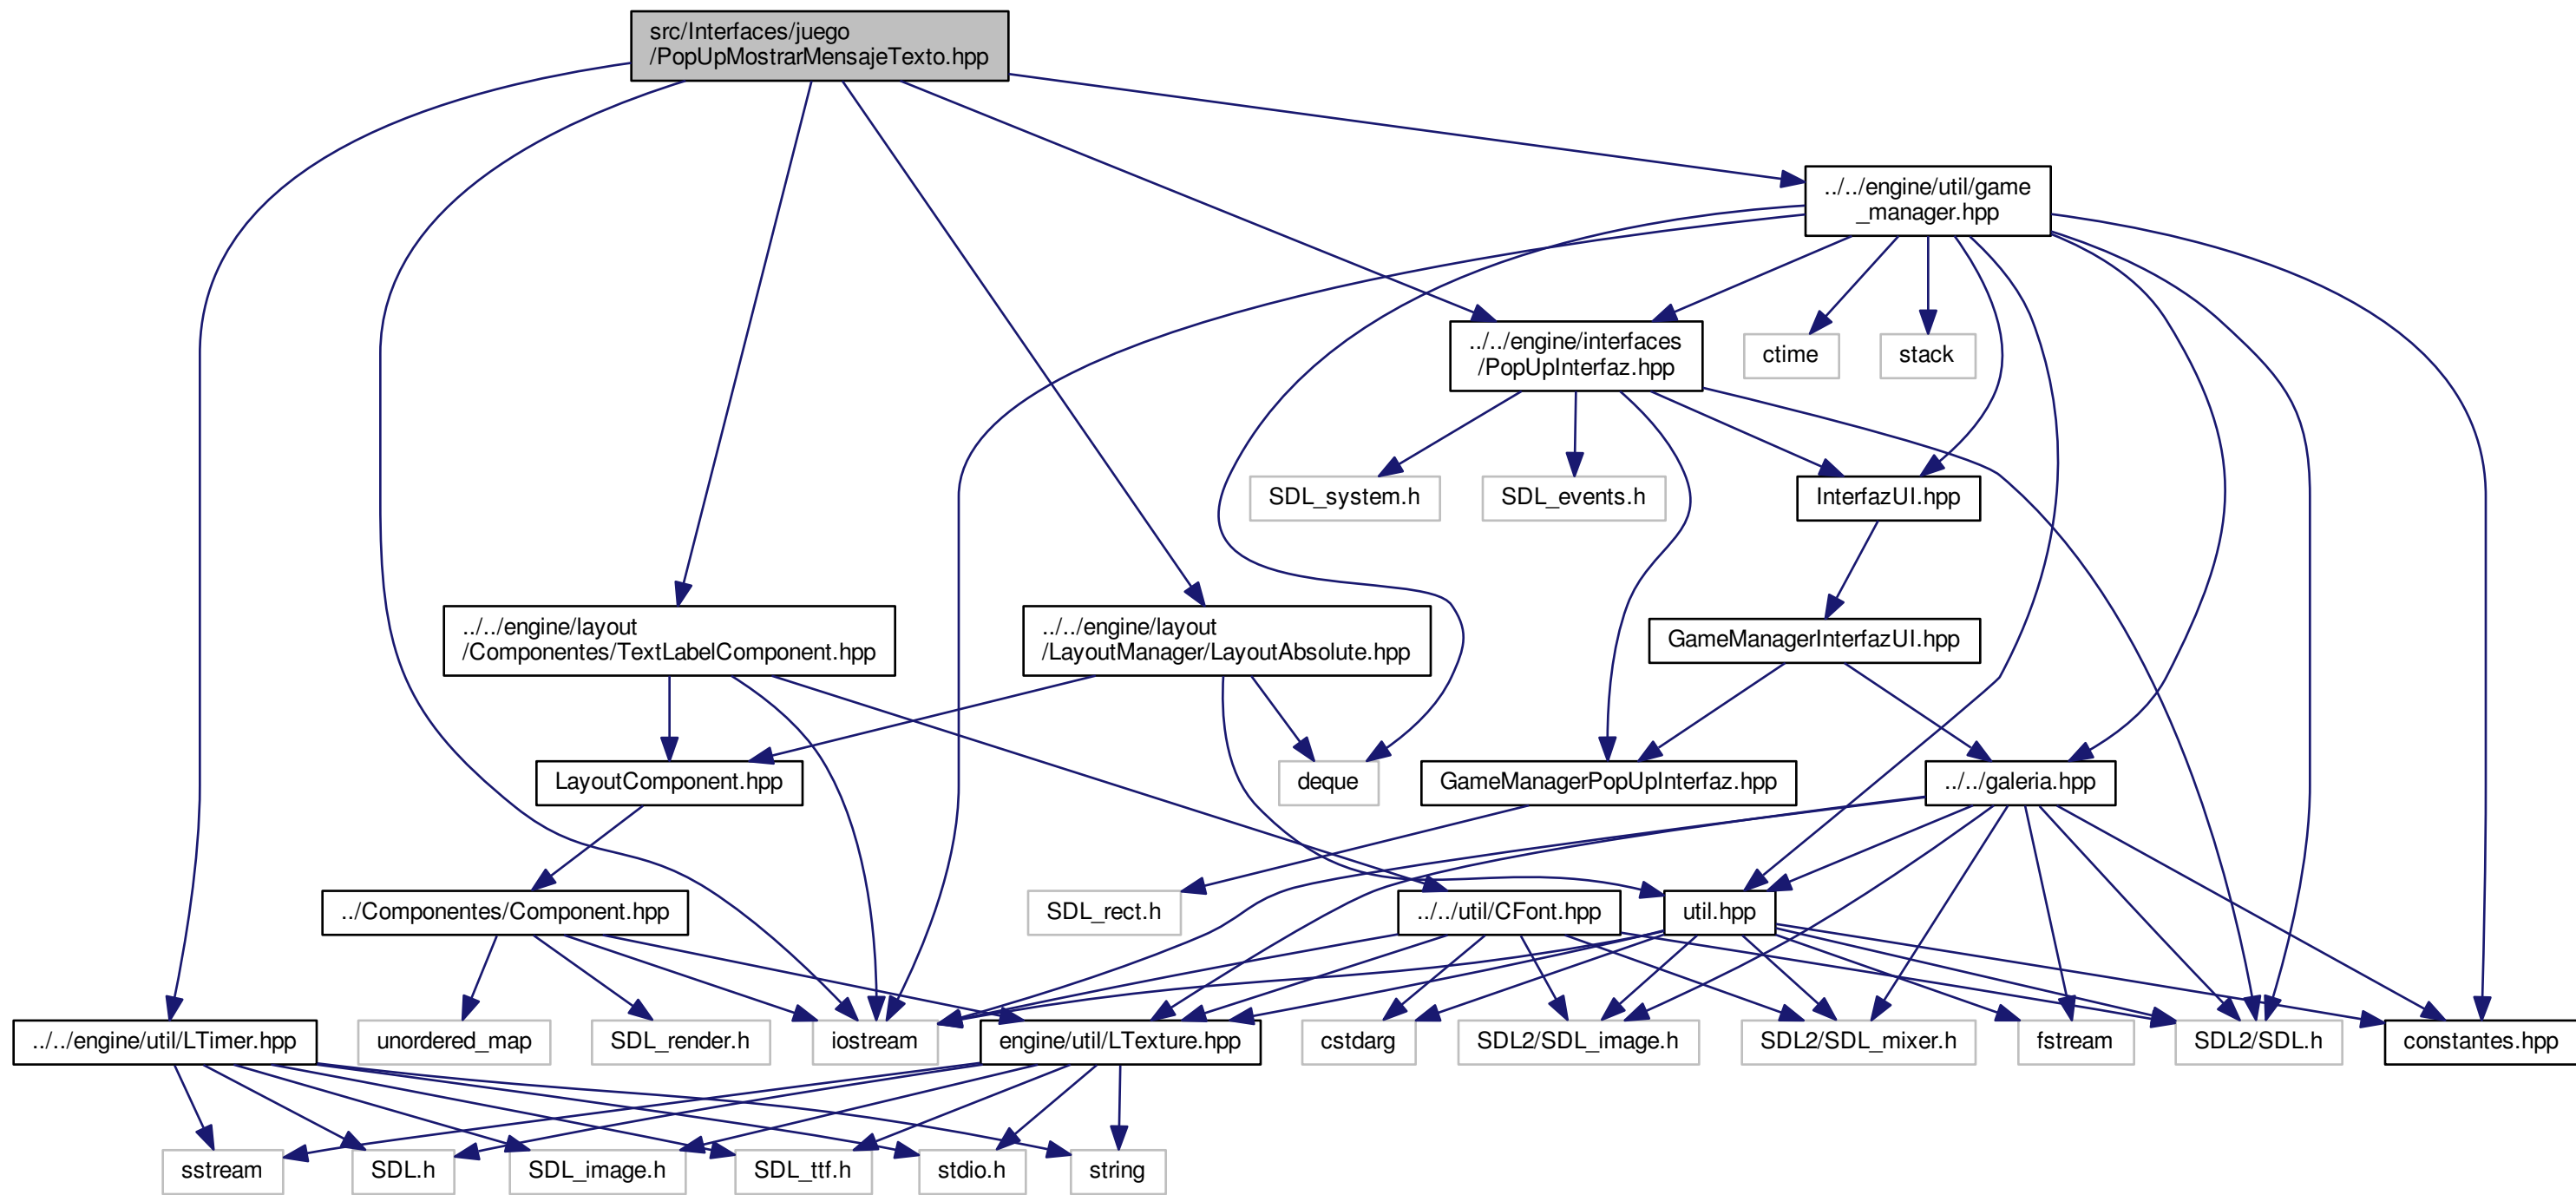 src/Interfaces/juego
/PopUpMostrarMensajeTexto.hpp
../../engine/util/game
_manager.hpp
../../engine/interfaces
/PopUpInterfaz.hpp
ctime
stack
SDL_system.h
SDL_events.h
InterfazUI.hpp
../../engine/layout
/Componentes/TextLabelComponent.hpp
../../engine/layout
/LayoutManager/LayoutAbsolute.hpp
GameManagerInterfazUI.hpp
LayoutComponent.hpp
deque
GameManagerPopUpInterfaz.hpp
../../galeria.hpp
../Componentes/Component.hpp
SDL_rect.h
../../util/CFont.hpp
util.hpp
../../engine/util/LTimer.hpp
unordered_map
SDL_render.h
iostream
engine/util/LTexture.hpp
cstdarg
SDL2/SDL_image.h
SDL2/SDL_mixer.h
fstream
SDL2/SDL.h
constantes.hpp
sstream
SDL.h
SDL_image.h
SDL_ttf.h
stdio.h
string